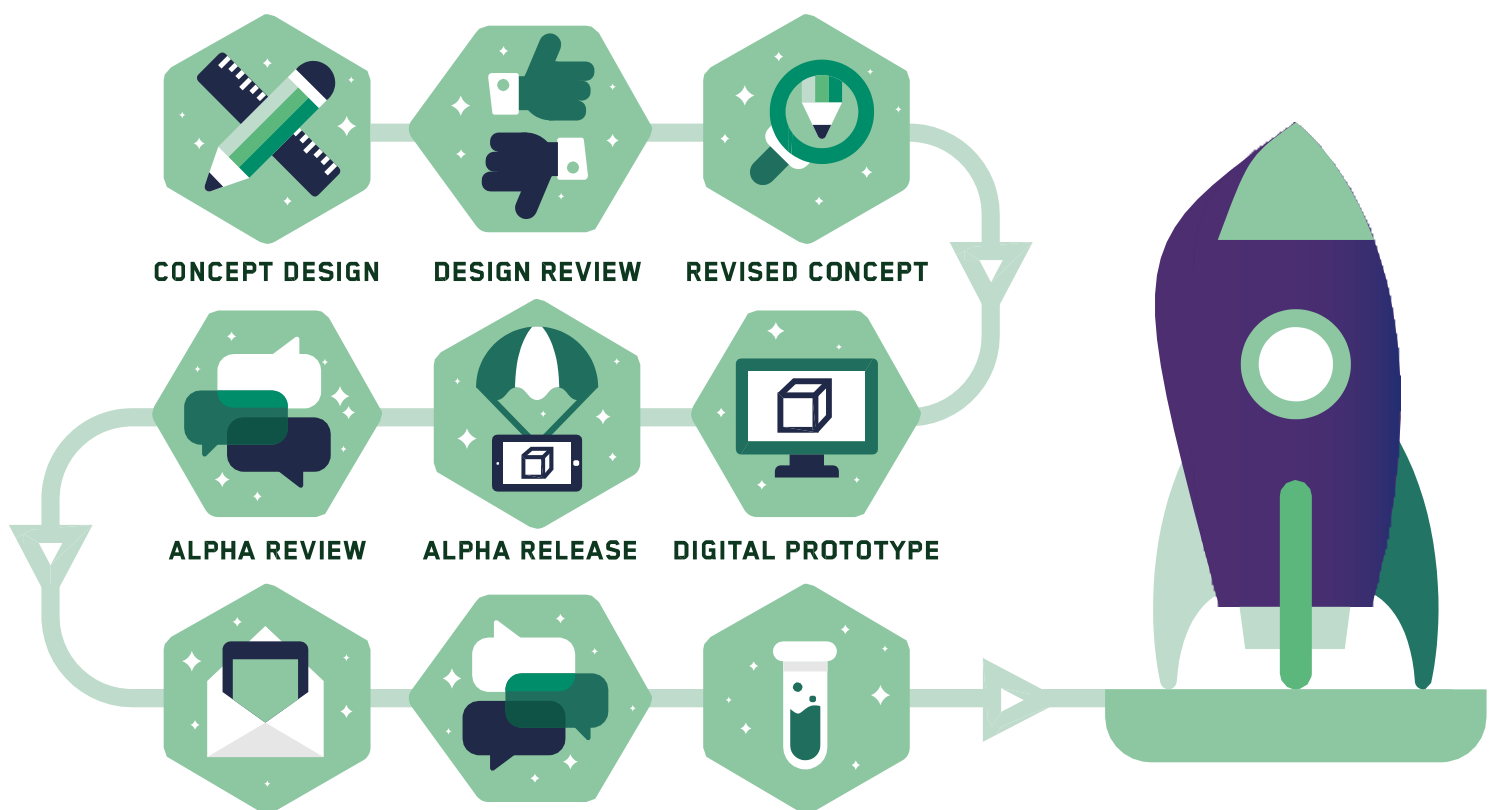 CONCEPT DESIGN
DESIGN REVIEW
REVISED CONCEPT
ALPHA REVIEW
ALPHA RELEASE
DIGITAL PROTOTYPE